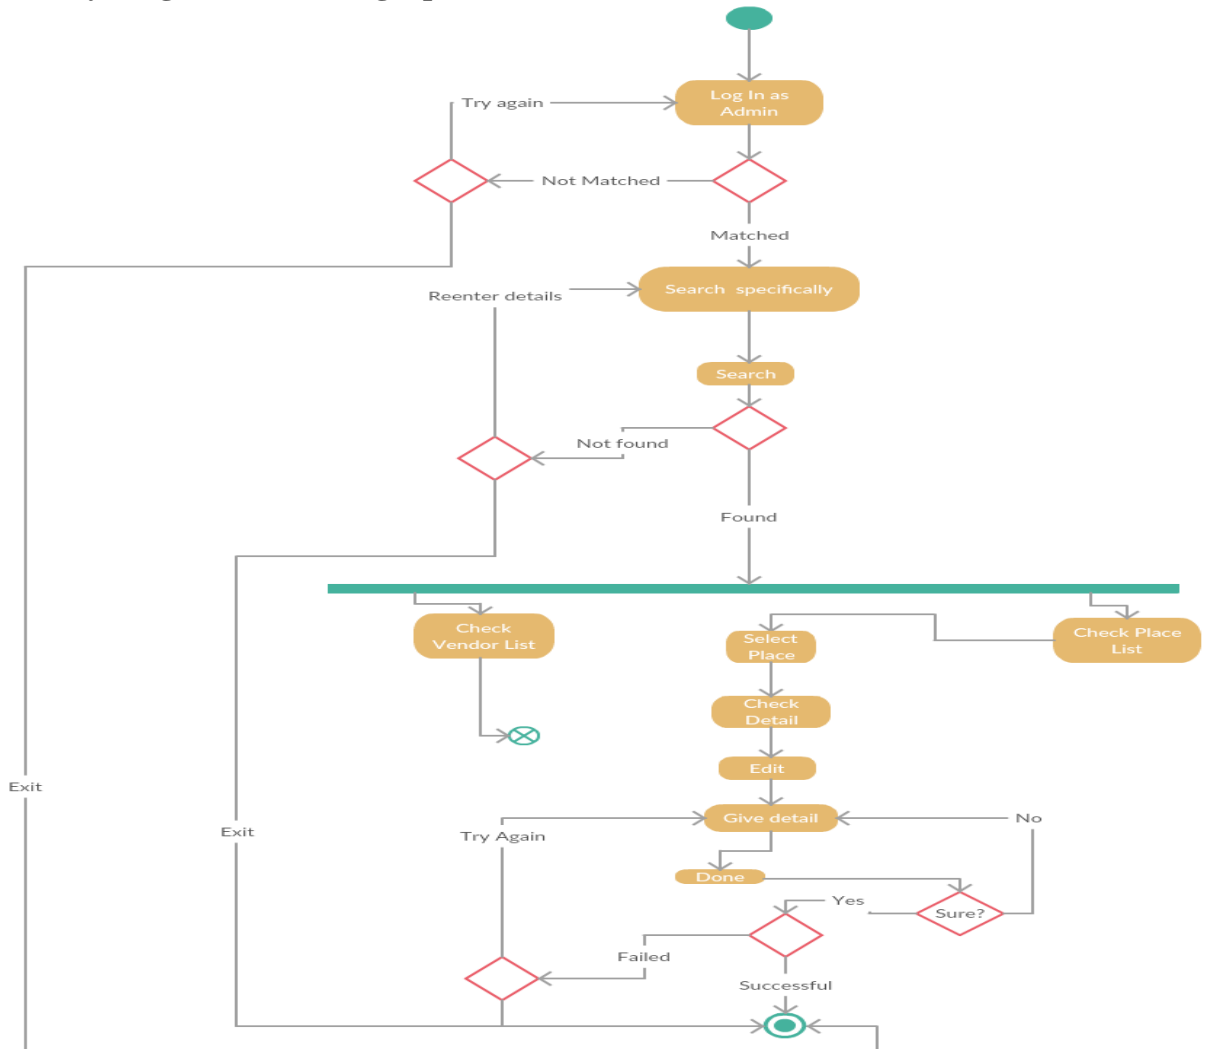 Log In as
Admin
Try again
Not Matched
Matched
Search specifically
Reenter details
Search
Not found
Found
Check
Vendor List
Select
Place
Check Place
List
Check
Detail
Edit
Exit
Give detail
No
Exit
Try Again
Done
Yes
Sure?
Failed
Successful